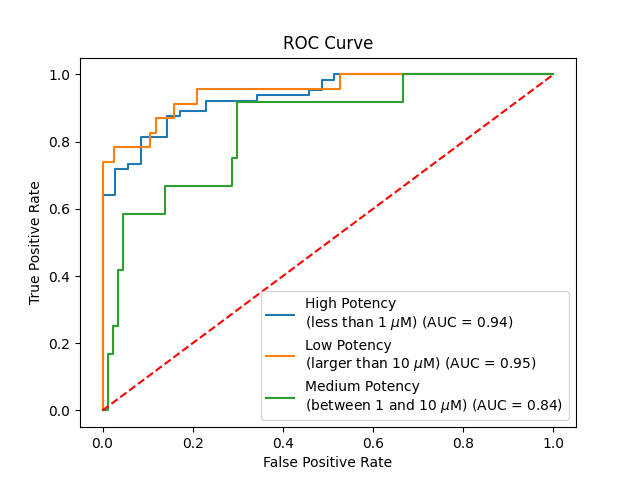 ROC Curve
True Positive Rate
1.0
0.8
0.6
0.4
0.2
0.0
High Potency
(less than 1 μM) (AUC = 0.94)
Low Potency
(larger than 10 μM) (AUC = 0.95)
Medium Potency
(between 1 and 10 μM) (AUC = 0.84)
0.0 0.2 0.4 0.6 0.8 1.0
False Positive Rate